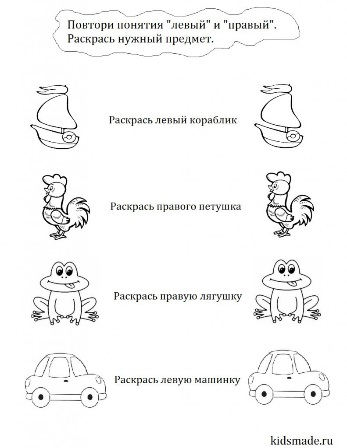 Повтори понятия "левый" и "правый".
Раскрась нужный предмет.
Раскрась левый кораблик
Раскрась правого петушка
Раскрась правую лягушку
Раскрась левую машинку
kidsmade.ru